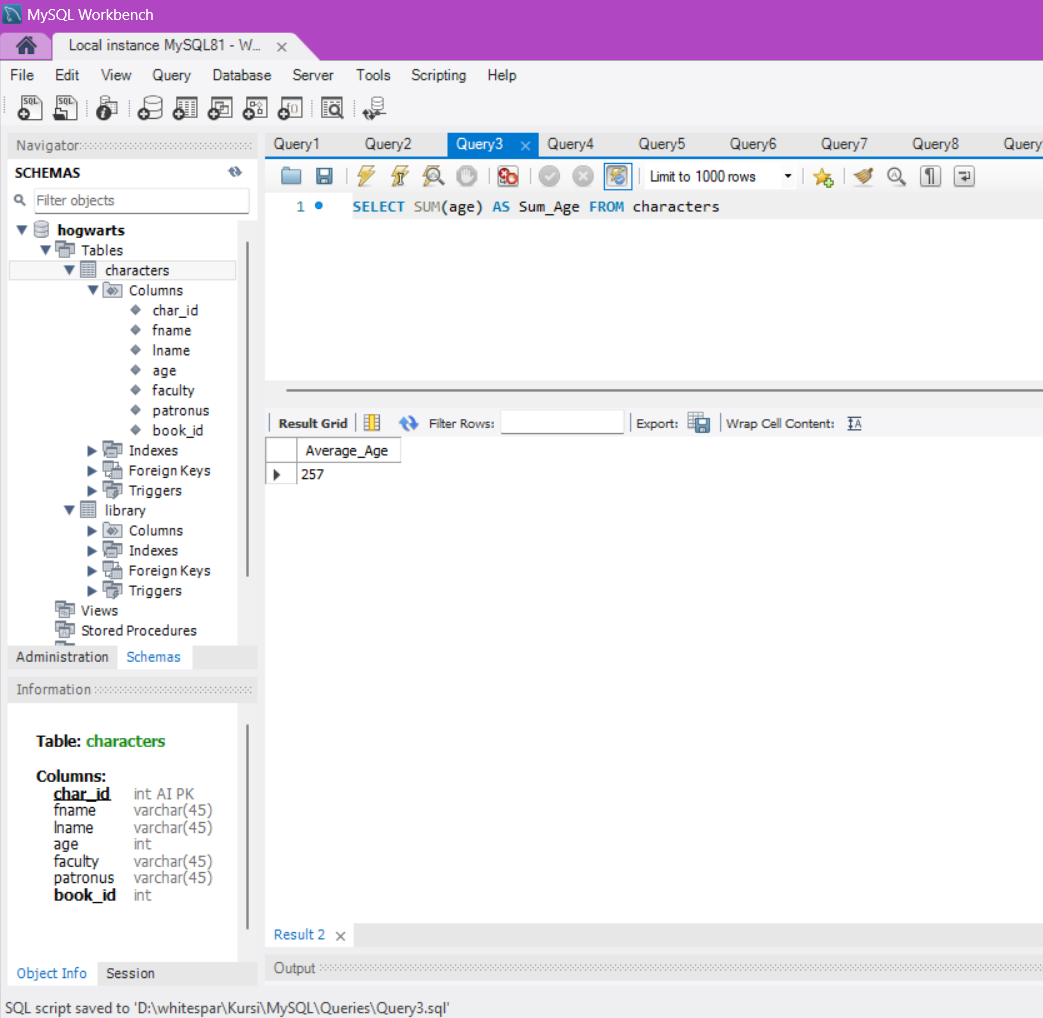 MySQL Workbench
Local instance MySQL81 - W...
File Edit View Query Database Server Tools Scripting Help
Navigator
SCHEMAS
Filter objects
hogwarts
Tables
characters
Columns
char_id
fname
lname
age
faculty
patronus
book_id
Indexes
Foreign Keys
Triggers
library
Columns
Indexes
Foreign Keys
Triggers
Views
Stored Procedures
Administration Schemas
Information
Table: characters
Columns:
char_id int AI PK
fname varchar(45)
lname varchar(45)
age int
faculty varchar(45)
patronus varchar(45)
book_id int
Object Info Session
Query1 Query2 Query3 Query4 Query5 Query6 Query7 Query8 Query
Limit to 1000 rows
1 SELECT SUM(age) AS Sum_Age FROM characters
Result Grid Filter Rows: Export: Wrap Cell Content:
Average_Age
257
Result 2
Output
SQL script saved to 'D:\whitespar\Kursi\MySQL\Queries\Query3.sql'